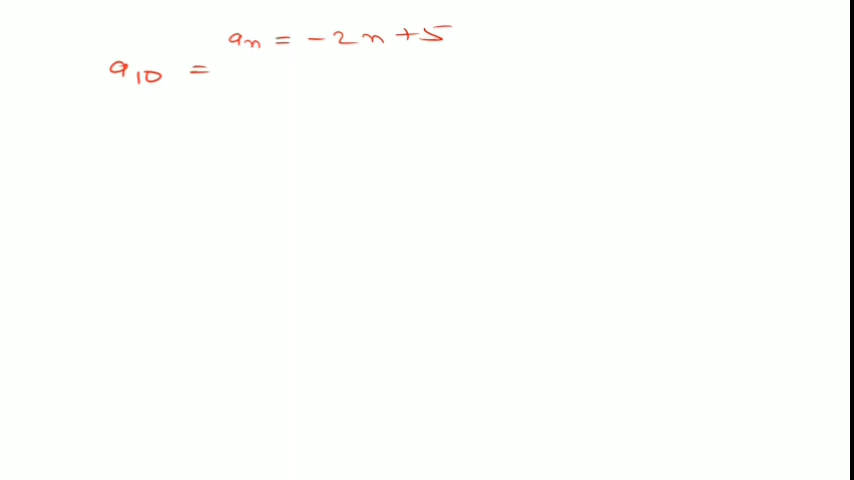 aₙ = -2n +5
a₁₀ =